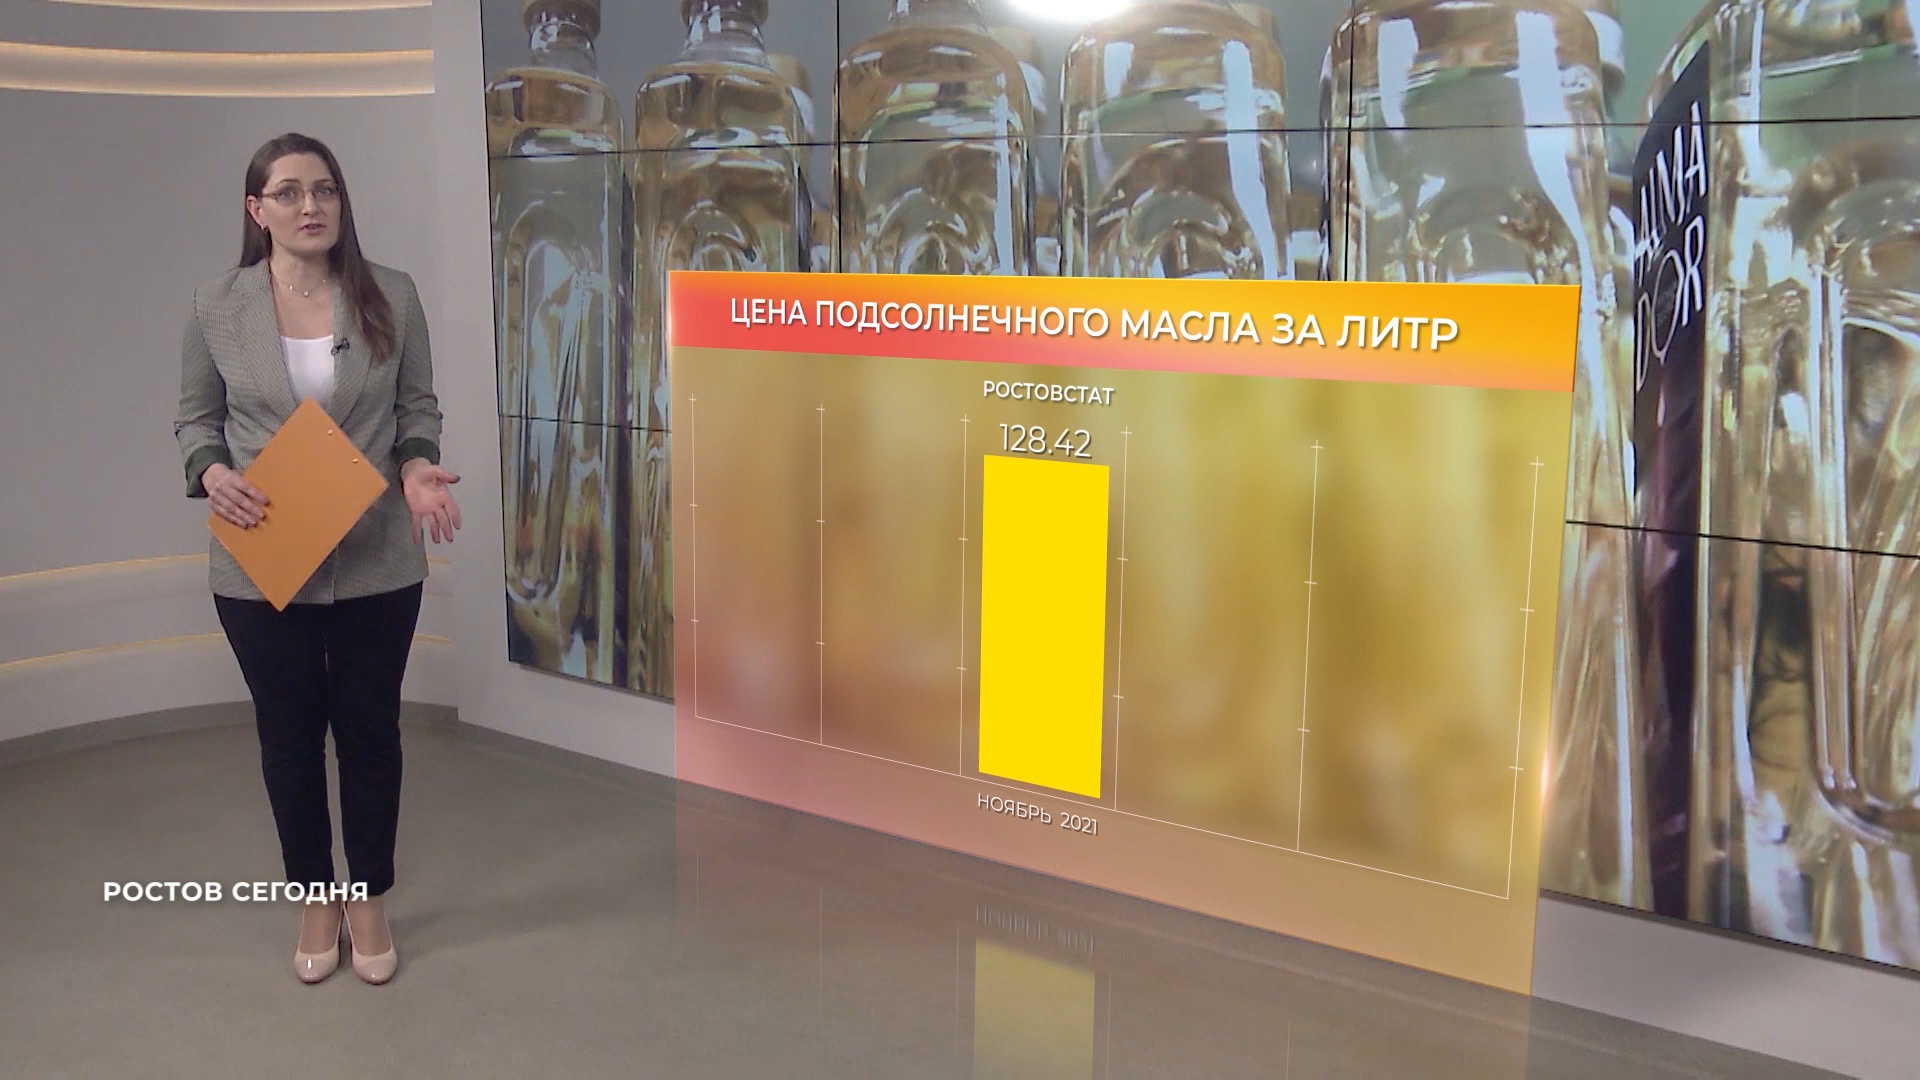 ЦЕНА ПОДСОЛНЕЧНОГО МАСЛА ЗА ЛИТР
РОСТОВСТАТ
128.42
НОЯБРЬ 2021
РОСТОВ СЕГОДНЯ